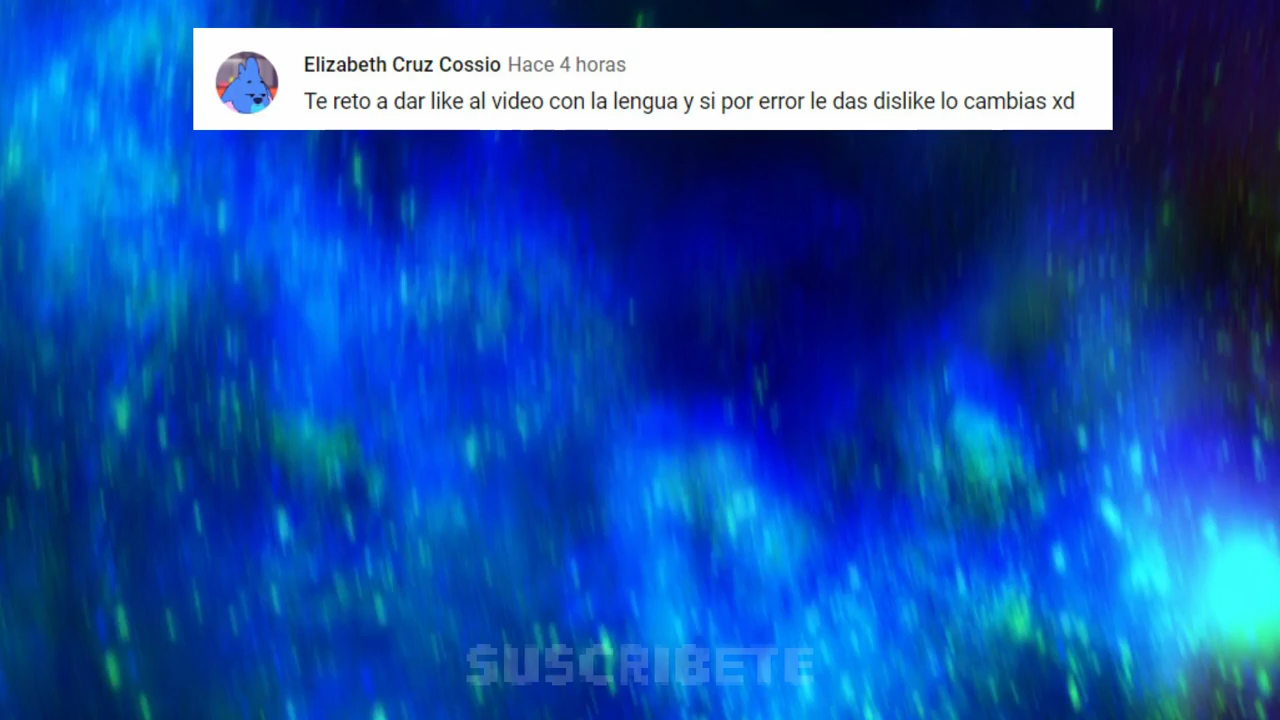 Elizabeth Cruz Cossio Hace 4 horas
Te reto a dar like al video con la lengua y si por error le das dislike lo cambias xd
SUSCRIBETE